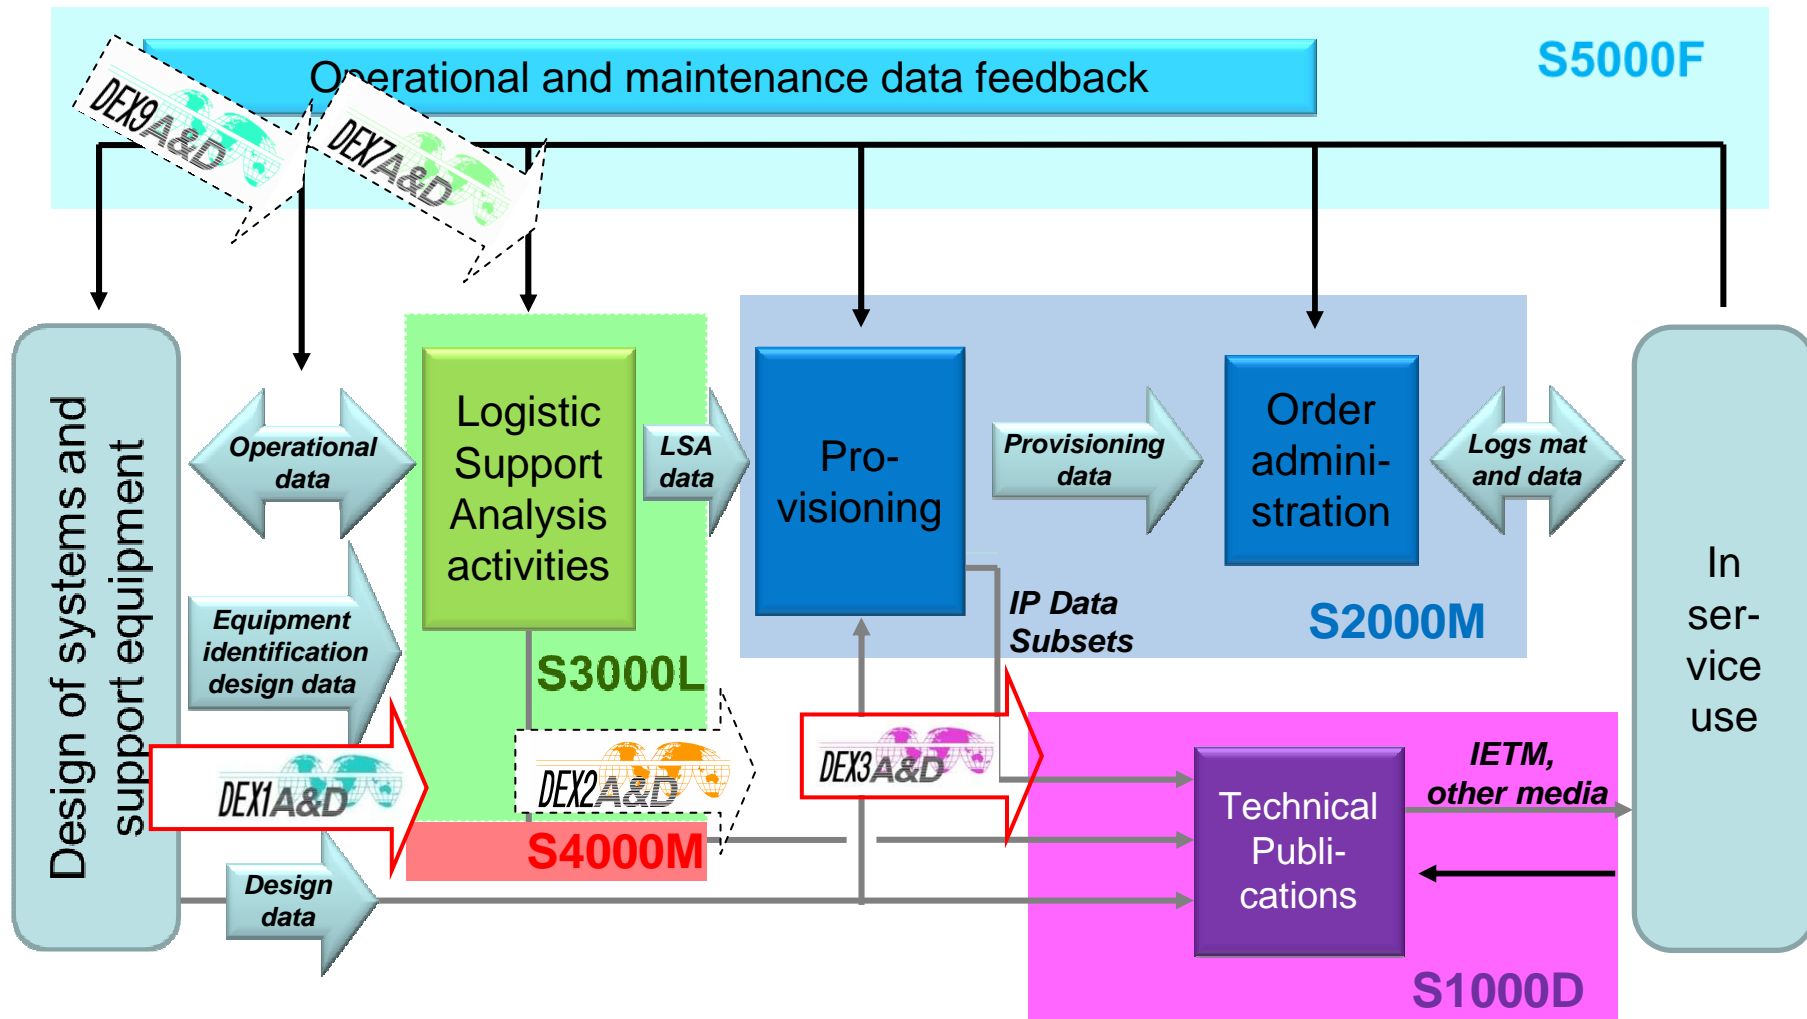 S5000F
Operational and maintenance data feedback
DEX9A&D
DEX7A&D
Design of systems and
support equipment
Operational
data
Logistic
Support
Analysis
activities
LSA
data
Pro-
visioning
Provisioning
data
Order
admini-
stration
Logs mat
and data
In
ser-
vice
use
Equipment
identification
design data
S3000L
IP Data
Subsets
S2000M
DEX1A&D
DEX2A&D
DEX3A&D
S4000M
Technical
Publi-
cations
IETM,
other media
Design
data
S1000D